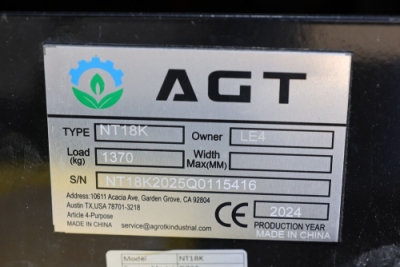 AGT
TYPE NT18K Owner LE4
Load (kg) 1370 Width Max(MM)
S/N NT18K2025Q0115416
Address:10611 Acacia Ave, Garden Grove, CA 92804
Austin TX,USA 78701-3218
Article 4-Purpose
MADE IN CHINA service@agrotkindustrial.com
CE 2024
PRODUCTION YEAR
MADE IN CHINA
Model NT18K